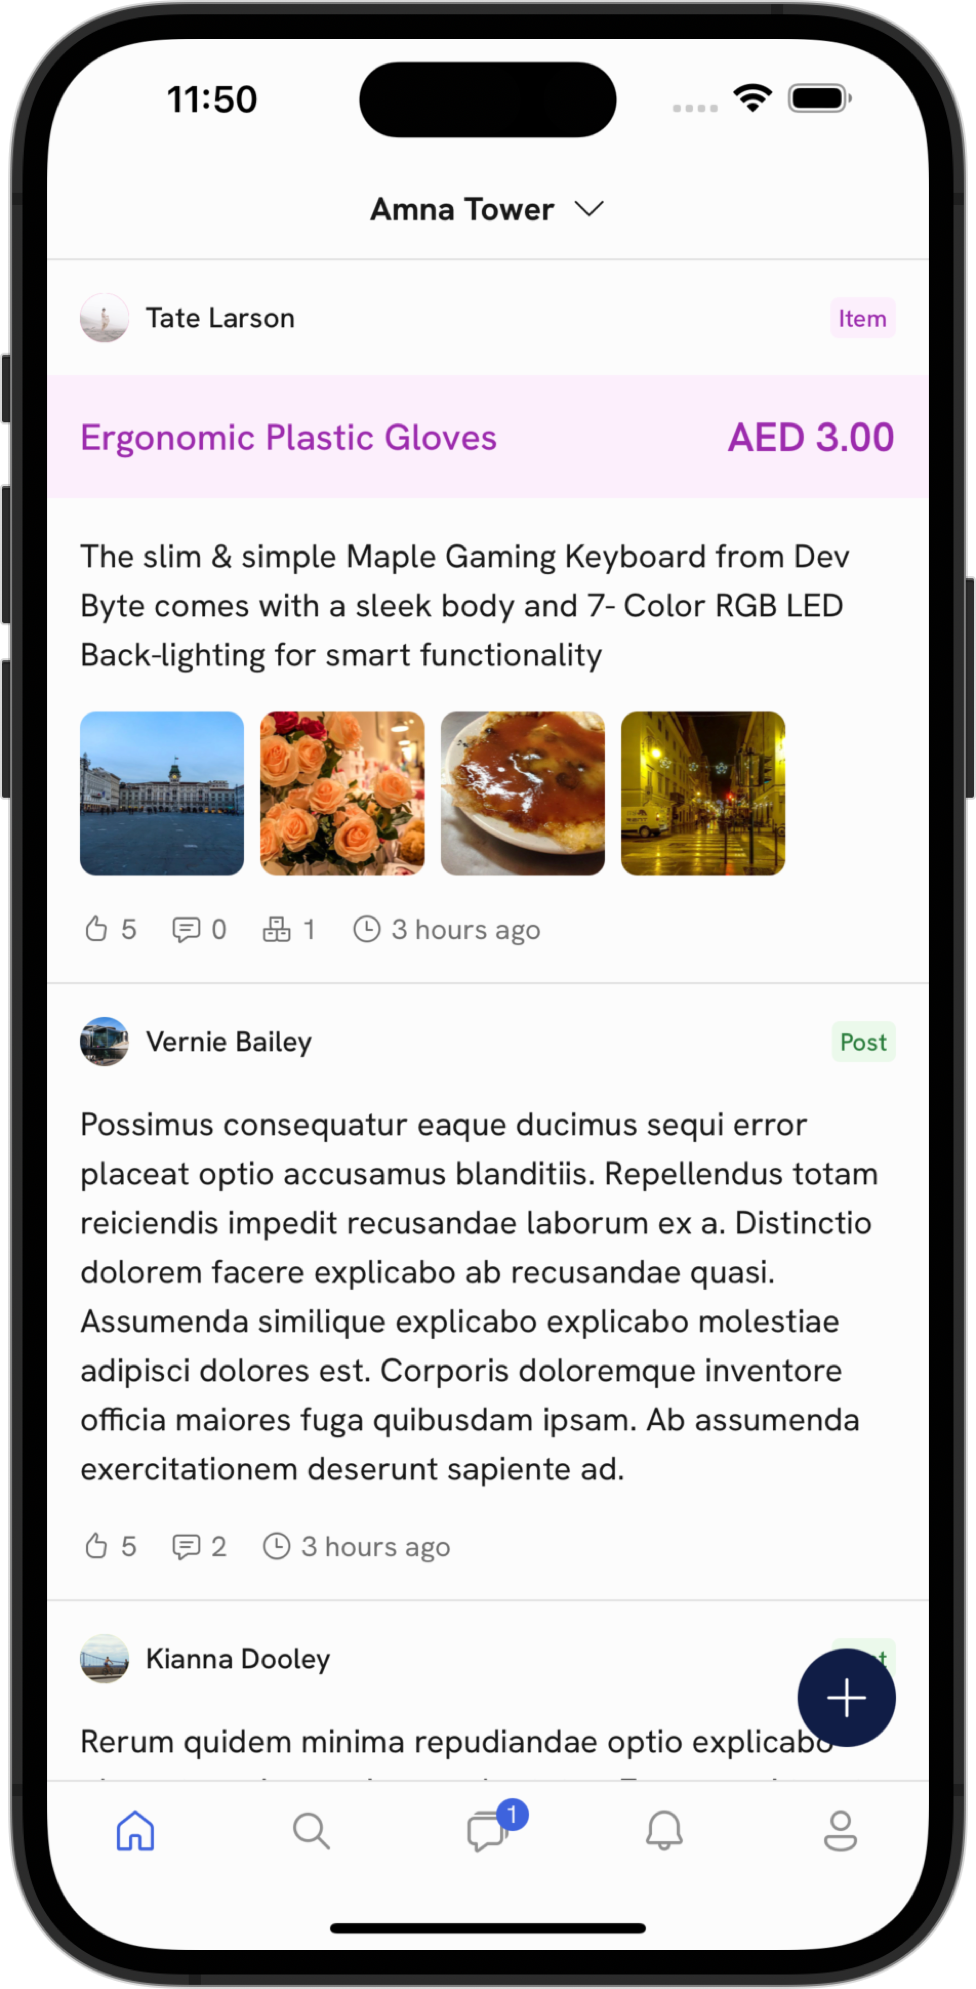 11:50
Amna Tower
Tate Larson
Item
Ergonomic Plastic Gloves
AED 3.00
The slim & simple Maple Gaming Keyboard from Dev
Byte comes with a sleek body and 7- Color RGB LED
Back-lighting for smart functionality
5
0
1
3 hours ago
Vernie Bailey
Post
Possimus consequatur eaque ducimus sequi error
placeat optio accusamus blanditiis. Repellendus totam
reiciendis impedit recusandae laborum ex a. Distinctio
dolorem facere explicabo ab recusandae quasi.
Assumenda similique explicabo explicabo molestiae
adipisci dolores est. Corporis doloremque inventore
officia maiores fuga quibusdam ipsam. Ab assumenda
exercitationem deserunt sapiente ad.
5
2
3 hours ago
Kianna Dooley
Rerum quidem minima repudiandae optio explicabo
1